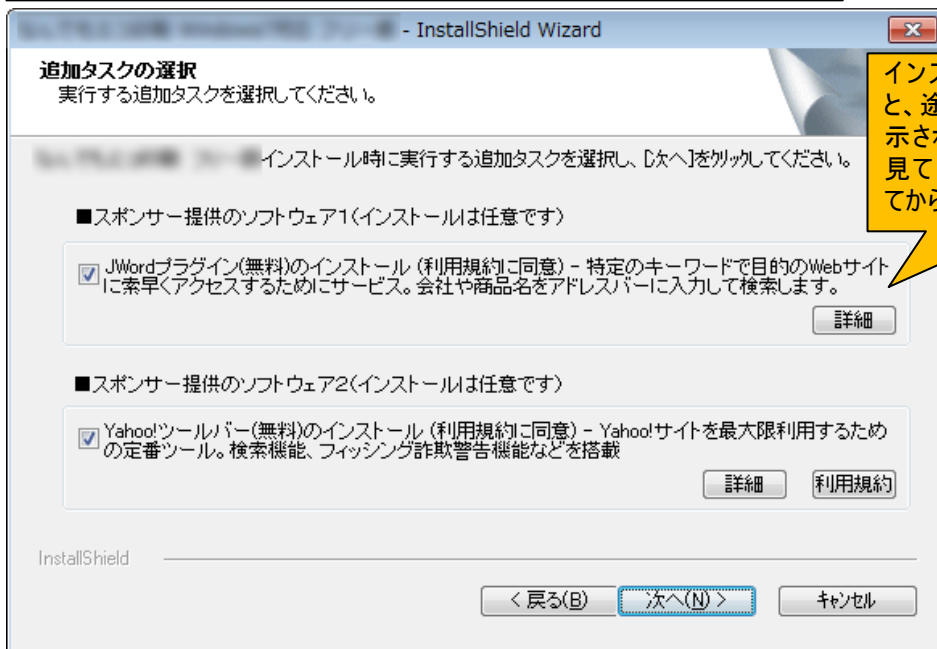 - InstallShield Wizard
追加タスクの選択
実行する追加タスクを選択してください。
インストール時に実行する追加タスクを選択し、[次へ]をクリックしてください。
■スポンサー提供のソフトウェア1(インストールは任意です)
JWordプラグイン(無料)のインストール (利用規約に同意) - 特定のキーワードで目的のWebサイト
に素早くアクセスするためにサービス。会社や商品名をアドレスバーに入力して検索します。
詳細
■スポンサー提供のソフトウェア2(インストールは任意です)
Yahoo!ツールバー(無料)のインストール (利用規約に同意) - Yahoo!サイトを最大限利用するため
の定番ツール。検索機能、フィッシング詐欺警告機能などを搭載
詳細
利用規約
InstallShield
< 戻る(B)
次へ(N) >
キャンセル
インス
と、途
示され
見て
てから